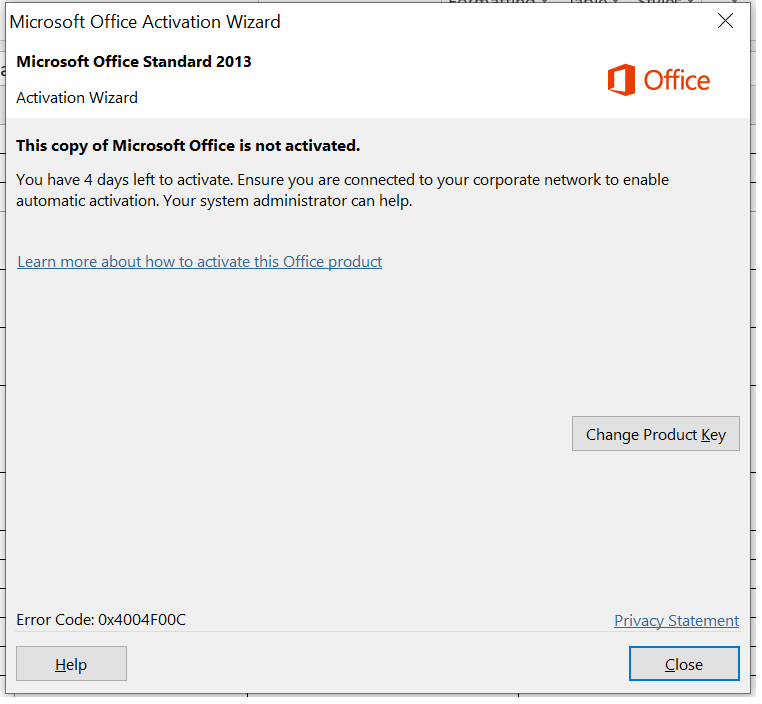 Formatting Table Styles
Microsoft Office Activation Wizard
Microsoft Office Standard 2013
Office
Activation Wizard
This copy of Microsoft Office is not activated.
You have 4 days left to activate. Ensure you are connected to your corporate network to enable
automatic activation. Your system administrator can help.
Learn more about how to activate this Office product
Change Product Key
Error Code: 0x4004F00C
Privacy Statement
Help
Close